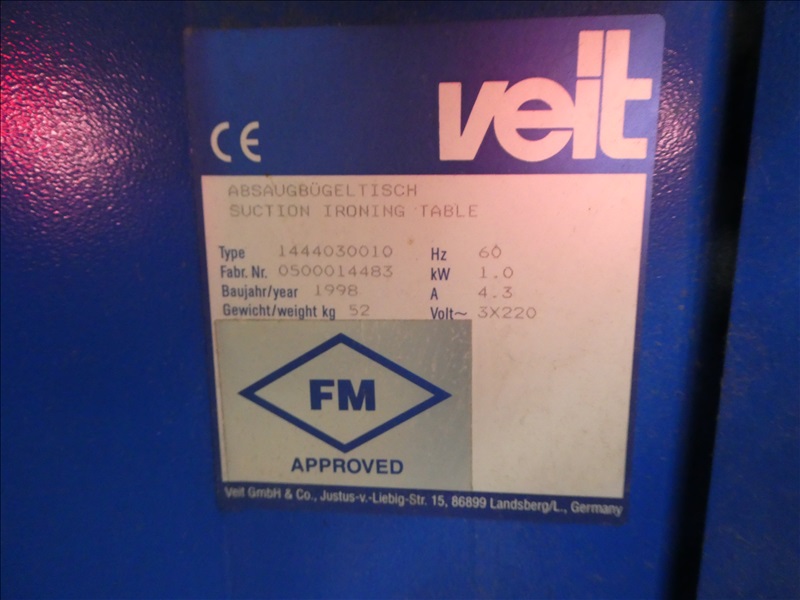 CE
veit
ABSAUGBÜGELTISCH
SUCTION IRONING TABLE
Type 1444030010 Hz 60
Fabr. Nr. 0500014483 kW 1.0
Baujahr/year 1998 A 4.3
Gewicht/weight kg 52 Volt~ 3X220
FM
APPROVED
Veit GmbH & Co., Justus-v.-Liebig-Str. 15, 86899 Landsberg/L., Germany